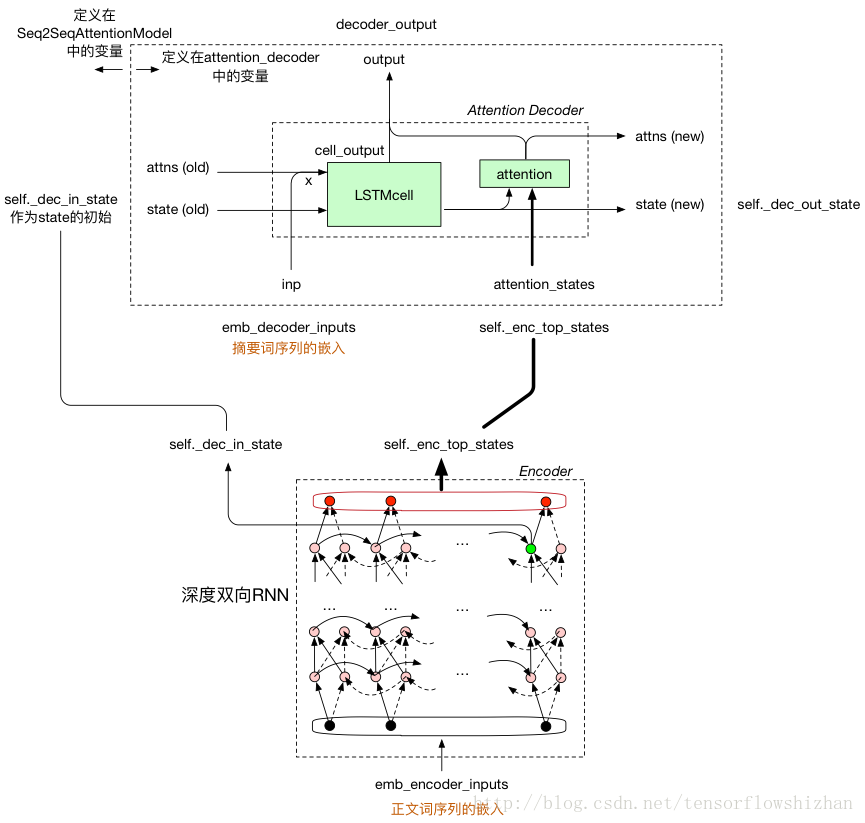 定义在
Seq2SeqAttentionModel
中的变量
decoder_output
定义在attention_decoder
中的变量
output
Attention Decoder
attns (new)
cell_output
attns (old)
x
LSTMcell
attention
self._dec_in_state
作为state的初始
state (old)
state (new)
self._dec_out_state
inp
attention_states
emb_decoder_inputs
摘要词序列的嵌入
self._enc_top_states
self._dec_in_state
self._enc_top_states
Encoder
...
深度双向RNN
...
...
...
...
...
emb_encoder_inputs
正文词序列的嵌入
http://blog.csdn.net/tensorflowshizhan